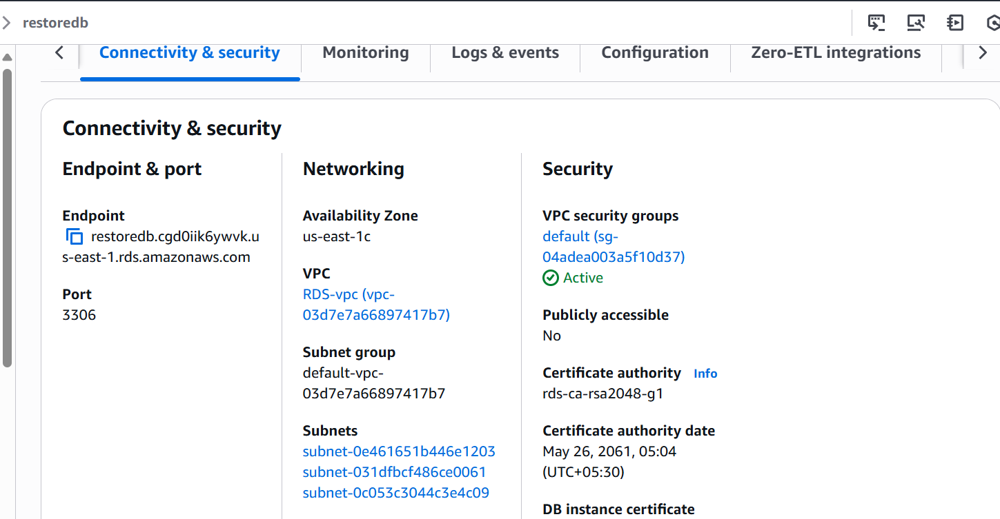 restoredb
Connectivity & security
Monitoring
Logs & events
Configuration
Zero-ETL integrations
Connectivity & security
Endpoint & port
Endpoint
restoredb.cgd0iik6ywvk.u
s-east-1.rds.amazonaws.com
Port
3306
Networking
Availability Zone
us-east-1c
VPC
RDS-vpc (vpc-
03d7e7a66897417b7)
Subnet group
default-vpc-
03d7e7a66897417b7
Subnets
subnet-0e461651b446e1203
subnet-031dfbcf486ce0061
subnet-0c053c3044c3e4c09
Security
VPC security groups
default (sg-
04adea003a5f10d37)
Active
Publicly accessible
No
Certificate authority Info
rds-ca-rsa2048-g1
Certificate authority date
May 26, 2061, 05:04
(UTC+05:30)
DB instance certificate